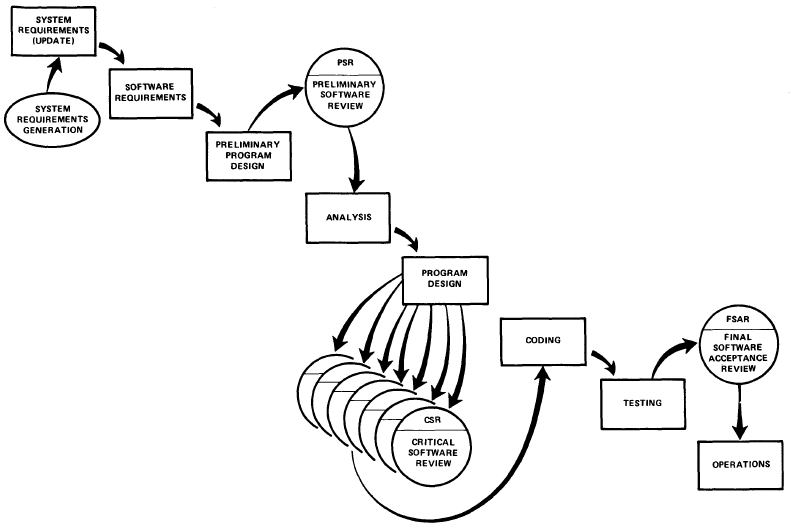 SYSTEM
REQUIREMENTS
(UPDATE)
SYSTEM
REQUIREMENTS
GENERATION
SOFTWARE
REQUIREMENTS
PRELIMINARY
PROGRAM
DESIGN
PSR
PRELIMINARY
SOFTWARE
REVIEW
ANALYSIS
PROGRAM
DESIGN
CSR
CRITICAL
SOFTWARE
REVIEW
CODING
TESTING
FSAR
FINAL
SOFTWARE
ACCEPTANCE
REVIEW
OPERATIONS